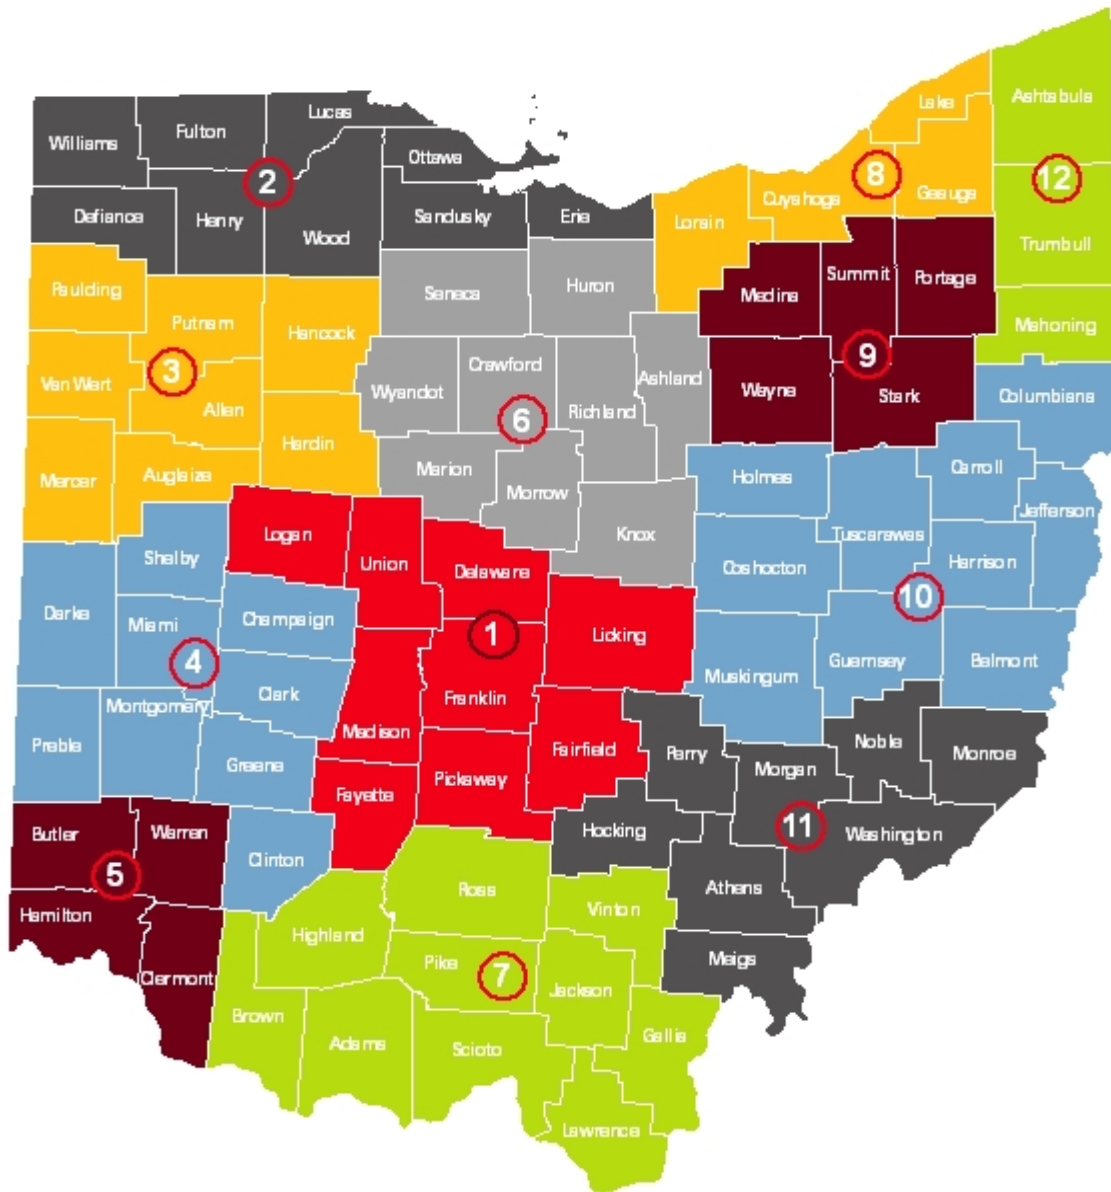 Ashtabula
Lake
Lucas
Fulton
Williams
Ottawa
8
12
2
Geauga
Cuyahoga
Defiance
Henry
Sandusky
Erie
Lorain
Wood
Trumbull
Summit
Portage
Huron
Paulding
Seneca
Medina
Putnam
Mahoning
Hancock
9
Crawford
3
Van Wert
Ashland
Wyandot
Wayne
Stark
Columbiana
Allen
Richland
6
Hardin
Marion
Carroll
Auglaize
Mercer
Holmes
Morrow
Jefferson
Logan
Knox
Tuscarawas
Shelby
Union
Harrison
Delaware
Coshocton
10
Darke
Champaign
Miami
1
Licking
4
Guernsey
Belmont
Muskingum
Clark
Franklin
Montgomery
Madison
Noble
Preble
Fairfield
Perry
Monroe
Greene
Pickaway
Morgan
Fayette
11
Butler
Warren
Hocking
Washington
Clinton
5
Ross
Athens
Hamilton
Vinton
Highland
Meigs
Pike
7
Clermont
Jackson
Brown
Gallia
Adams
Scioto
Lawrence